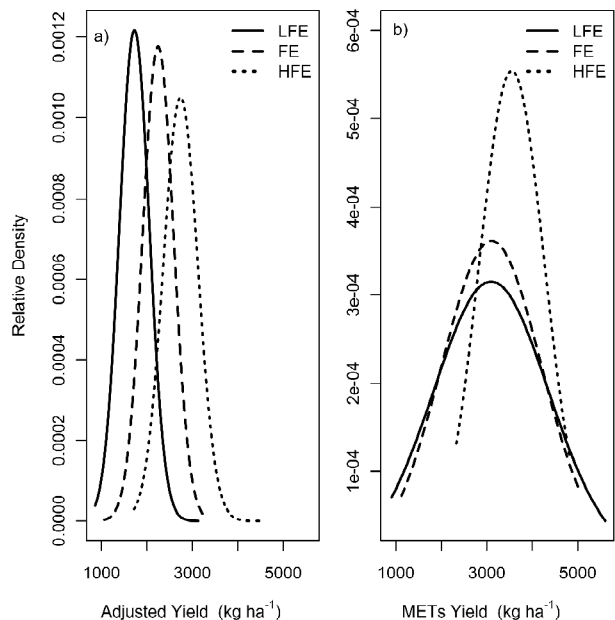 a)
LFE
FE
HFE
b)
LFE
FE
HFE
Relative Density
0.0012
0.0010
0.0008
0.0006
0.0004
0.0002
0.0000
6e-04
5e-04
4e-04
3e-04
2e-04
1e-04
1000 3000 5000
1000 3000 5000
Adjusted Yield (kg ha⁻¹)
METs Yield (kg ha⁻¹)